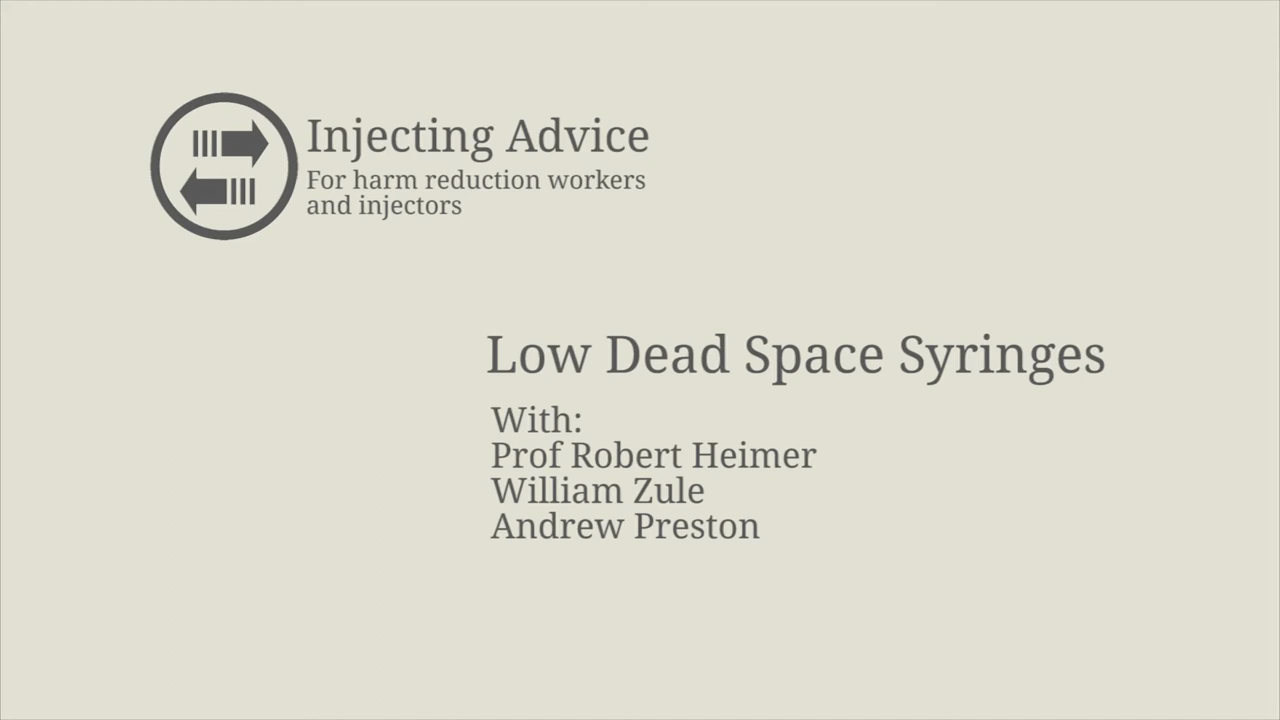 Injecting Advice
For harm reduction workers
and injectors
Low Dead Space Syringes
With:
Prof Robert Heimer
William Zule
Andrew Preston